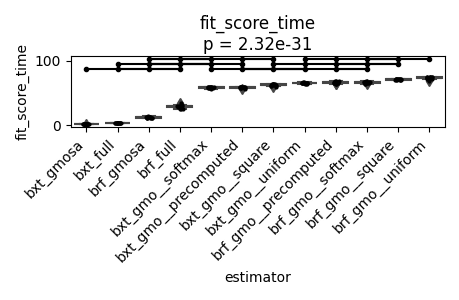 fit_score_time
p = 2.32e-31
fit_score_time
100
0
bxt_gmosa
bxt_full
brf_gmosa
brf_full
bxt_gmo__softmax
bxt_gmo__precomputed
bxt_gmo__square
bxt_gmo__uniform
brf_gmo__precomputed
brf_gmo__softmax
brf_gmo__square
brf_gmo__uniform
estimator